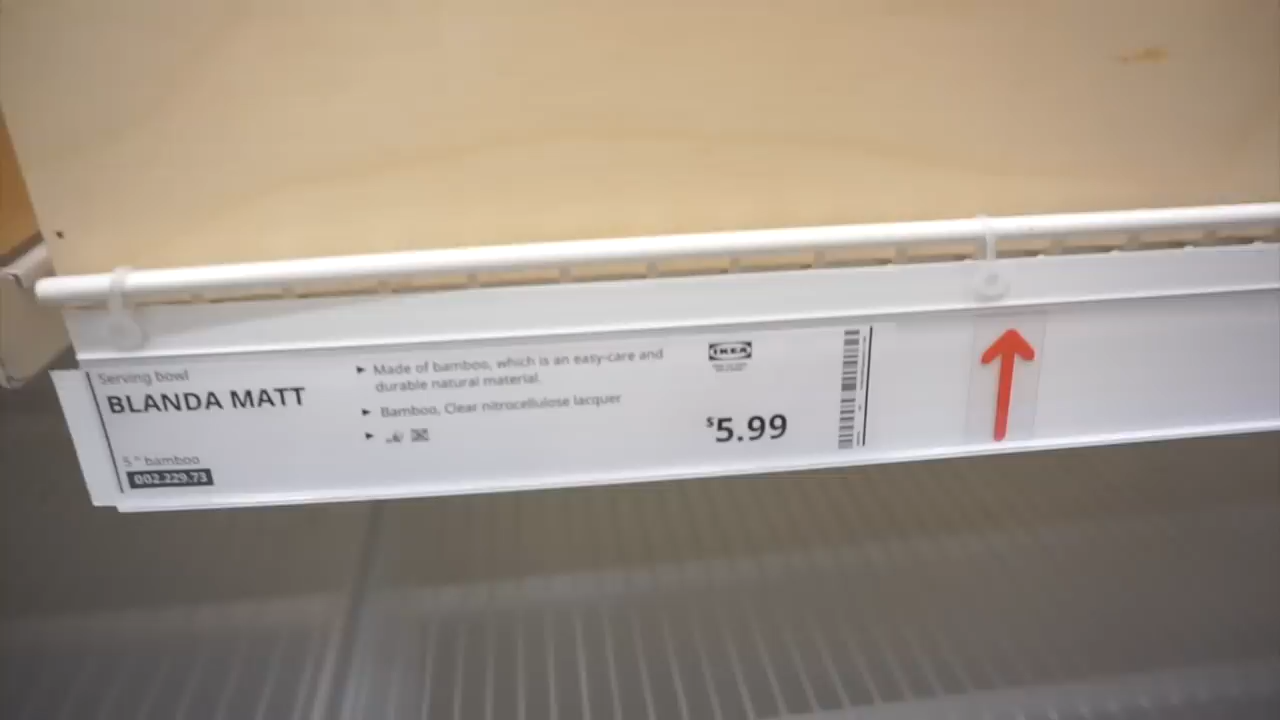 Serving bowl
BLANDA MATT
5 " bamboo
002.229.73
► Made of bamboo, which is an easy-care and
durable natural material.
► Bamboo, Clear nitrocellulose lacquer
►
IKEA
$5.99